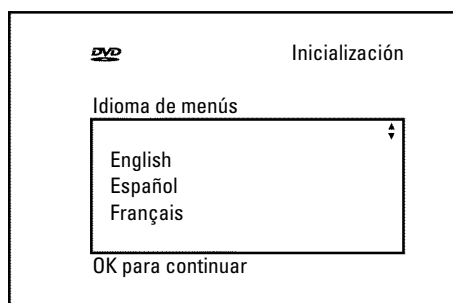 DVD
Inicialización
Idioma de menús
English
Español
Français
OK para continuar